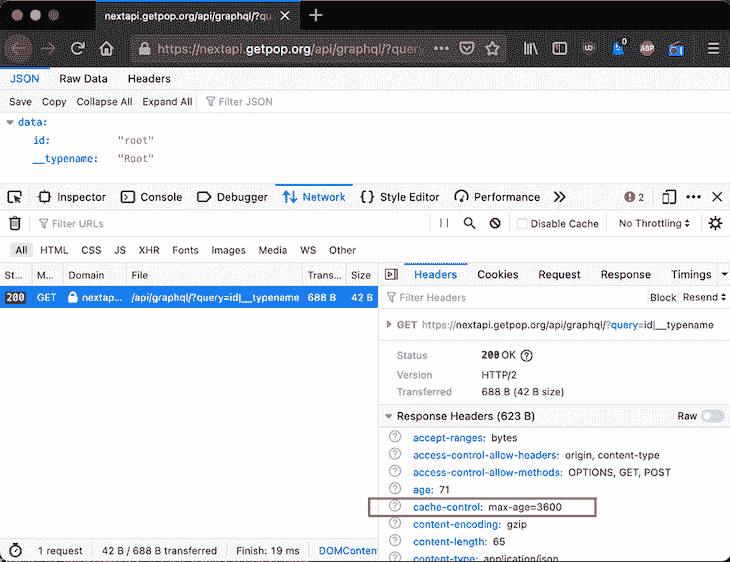 nextapi.getpop.org/api/graphql/?qu
https://nextapi.getpop.org/api/graphql/?query
0
UD
ABP
JSON Raw Data Headers
Save Copy Collapse All Expand All Filter JSON
data:
id: "root"
__typename: "Root"
Inspector Console Debugger Network Style Editor Performance 2
Filter URLs Disable Cache No Throttling
All HTML CSS JS XHR Fonts Images Media WS Other
St... M... Domain File Trans... Size
200 GET nextap... /api/graphql/?query=id|__typename 688 B 42 B
Headers Cookies Request Response Timings
Filter Headers Block Resend
GET https://nextapi.getpop.org/api/graphql/?query=id|__typename
Status 200 OK
Version HTTP/2
Transferred 688 B (42 B size)
Response Headers (623 B) Raw
accept-ranges: bytes
access-control-allow-headers: origin, content-type
access-control-allow-methods: OPTIONS, GET, POST
age: 71
cache-control: max-age=3600
content-encoding: gzip
content-length: 65
content-type: application/json
1 request 42 B / 688 B transferred Finish: 19 ms DOMConten